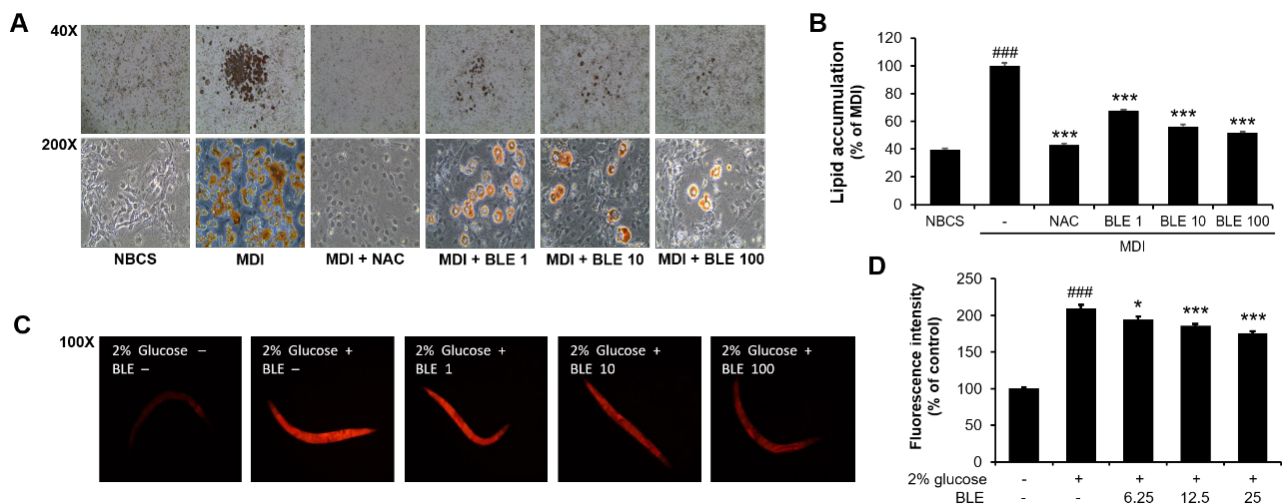 A
40X
200X
NBCS
MDI
MDI + NAC
MDI + BLE 1
MDI + BLE 10
MDI + BLE 100
B
Lipid accumulation
(% of MDI)
120
100
80
60
40
20
0
###
***
***
***
***
NBCS
-
NAC
BLE 1
BLE 10
BLE 100
MDI
C
100X
2% Glucose –
BLE –
2% Glucose +
BLE –
2% Glucose +
BLE 1
2% Glucose +
BLE 10
2% Glucose +
BLE 100
D
Fluorescence intensity
(% of control)
250
200
150
100
50
0
###
*
***
***
2% glucose - + + + +
BLE - - 6.25 12.5 25